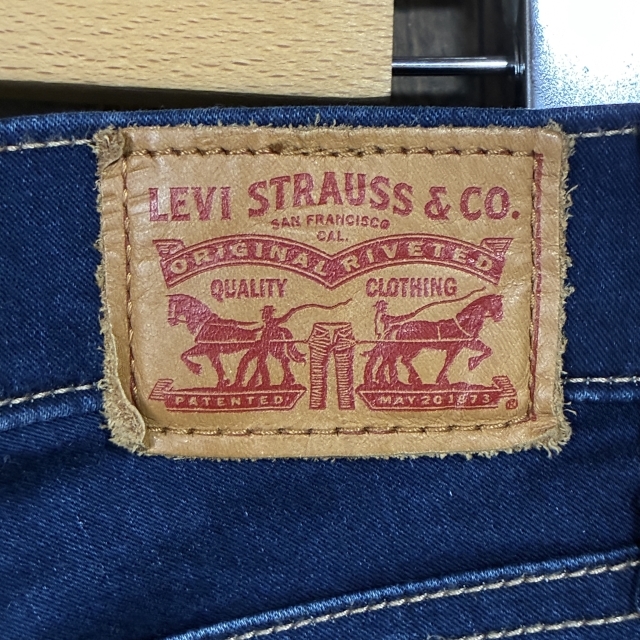 LEVI STRAUSS & CO.
SAN FRANCISCO
CAL.
ORIGINAL RIVETED
QUALITY CLOTHING
PATENTED MAY 20 1873 ®